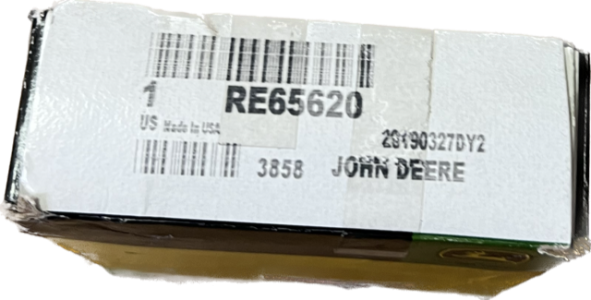 1 RE65620
US Made in USA
20190327DY2
3858 JOHN DEERE